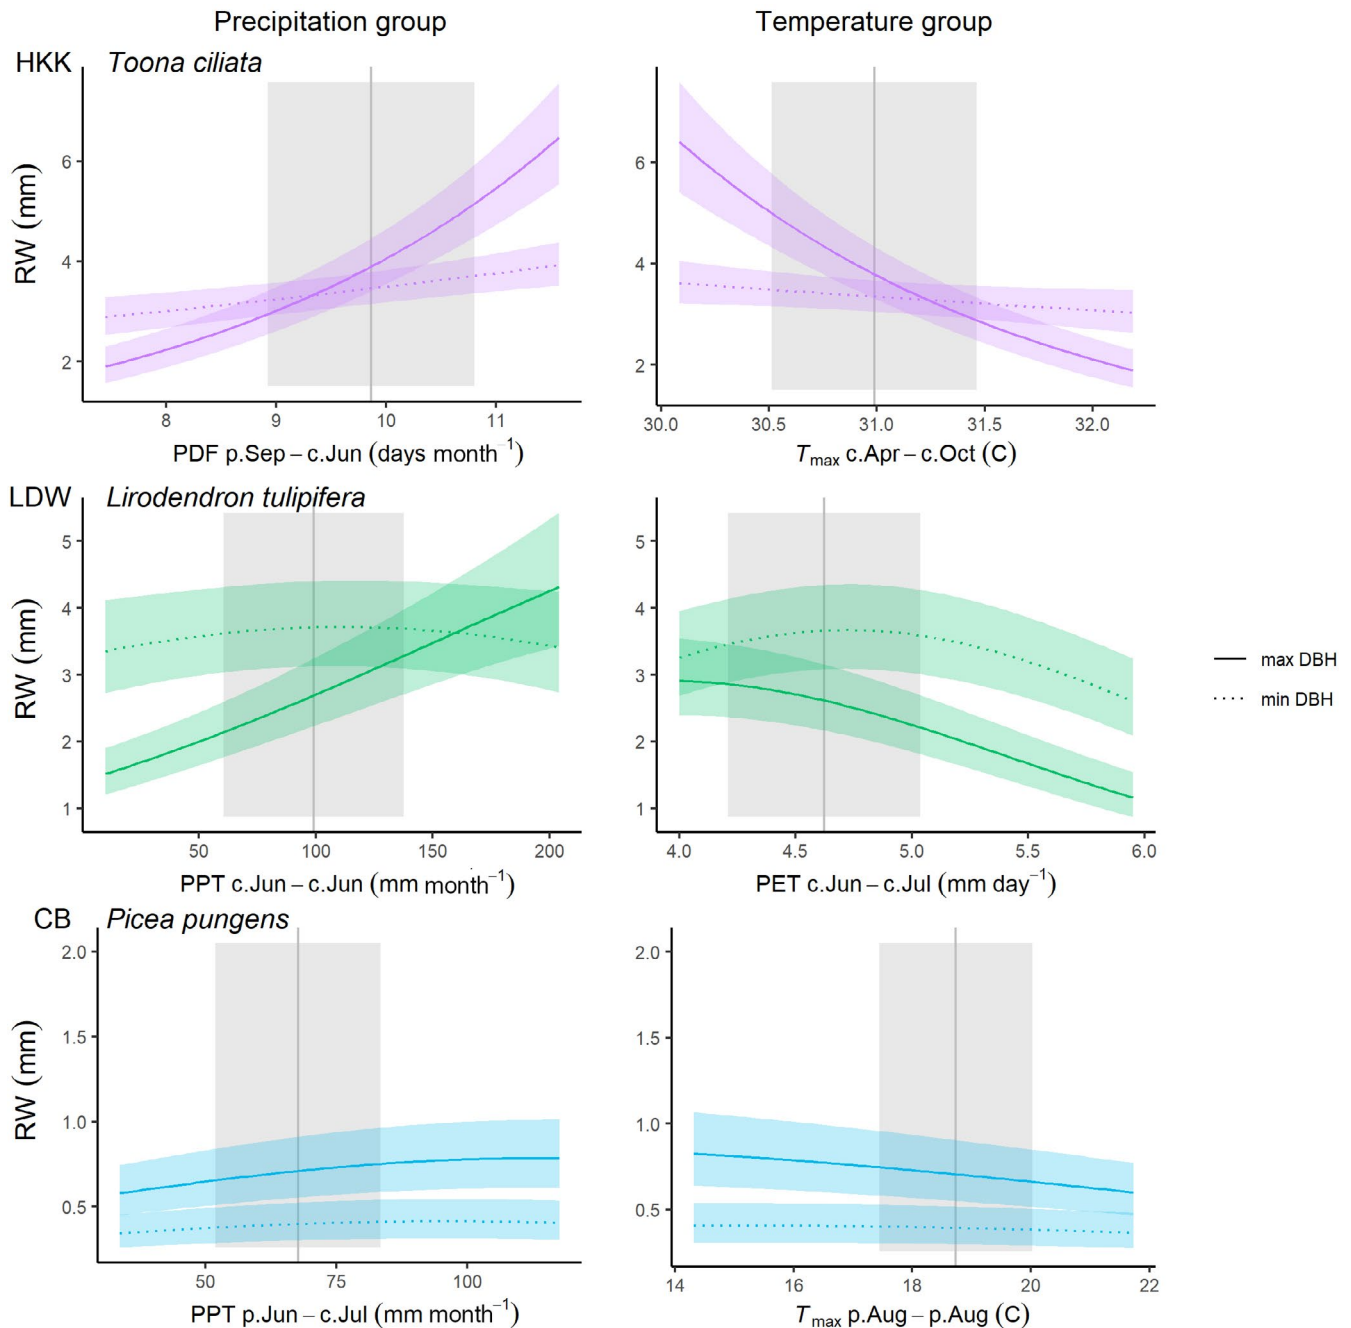 Precipitation group
Temperature group
HKK
Toona ciliata
RW (mm)
6
4
2
8
9
10
11
PDF p.Sep – c.Jun (days month⁻¹)
6
4
2
30.0
30.5
31.0
31.5
32.0
Tmax c.Apr – c.Oct (C)
LDW
Lirodendron tulipifera
RW (mm)
5
4
3
2
1
50
100
150
200
PPT c.Jun – c.Jun (mm month⁻¹)
5
4
3
2
1
4.0
4.5
5.0
5.5
6.0
PET c.Jun – c.Jul (mm day⁻¹)
max DBH
min DBH
CB
Picea pungens
RW (mm)
2.0
1.5
1.0
0.5
50
75
100
PPT p.Jun – c.Jul (mm month⁻¹)
2.0
1.5
1.0
0.5
14
16
18
20
22
Tmax p.Aug – p.Aug (C)